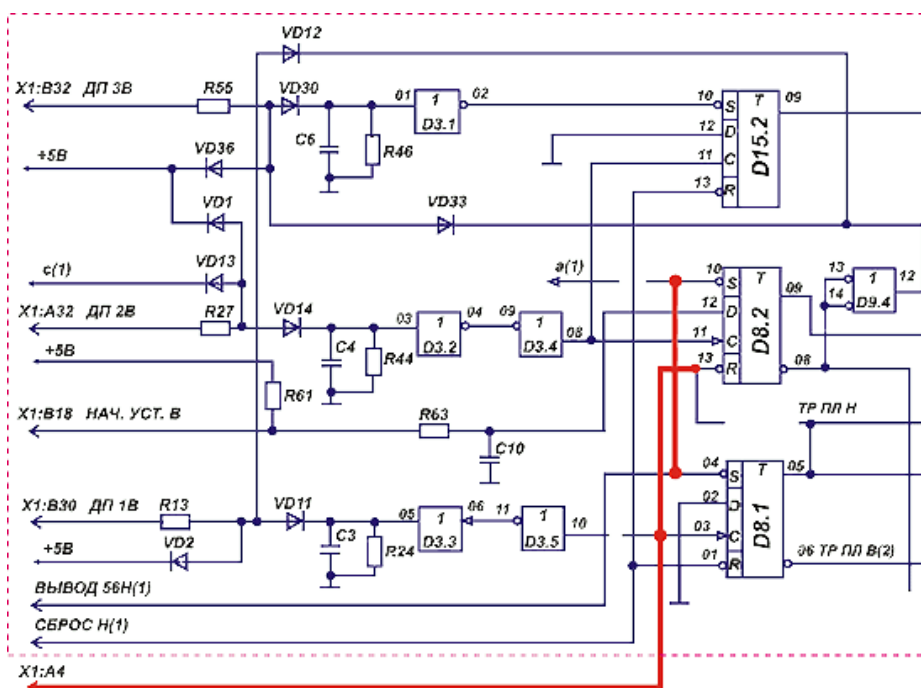 VD12
X1:B32 ДП 3В R55 VD30 01 1 02 10 S T 09
D3.1 12 D
C6 R46 11 C D15.2
+5В VD36 13 R
VD1 VD33
с(1) VD13 а(1) 10 S T 09 13 1 12
X1:A32 ДП 2В R27 VD14 03 1 04 09 1 08 12 D 14 D9.4
+5В C4 R44 D3.2 D3.4 11 C D8.2
R61 13 R 08
X1:B18 НАЧ. УСТ. В R63 ТР ПЛ Н
C10 04 S T 05
X1:B30 ДП 1В R13 VD11 05 1 06 11 1 10 02 D D8.1
+5В VD2 C3 R24 D3.3 D3.5 03 C
01 R 06 ТР ПЛ В(2)
ВЫВОД 56Н(1)
СБРОС Н(1)
X1:A4